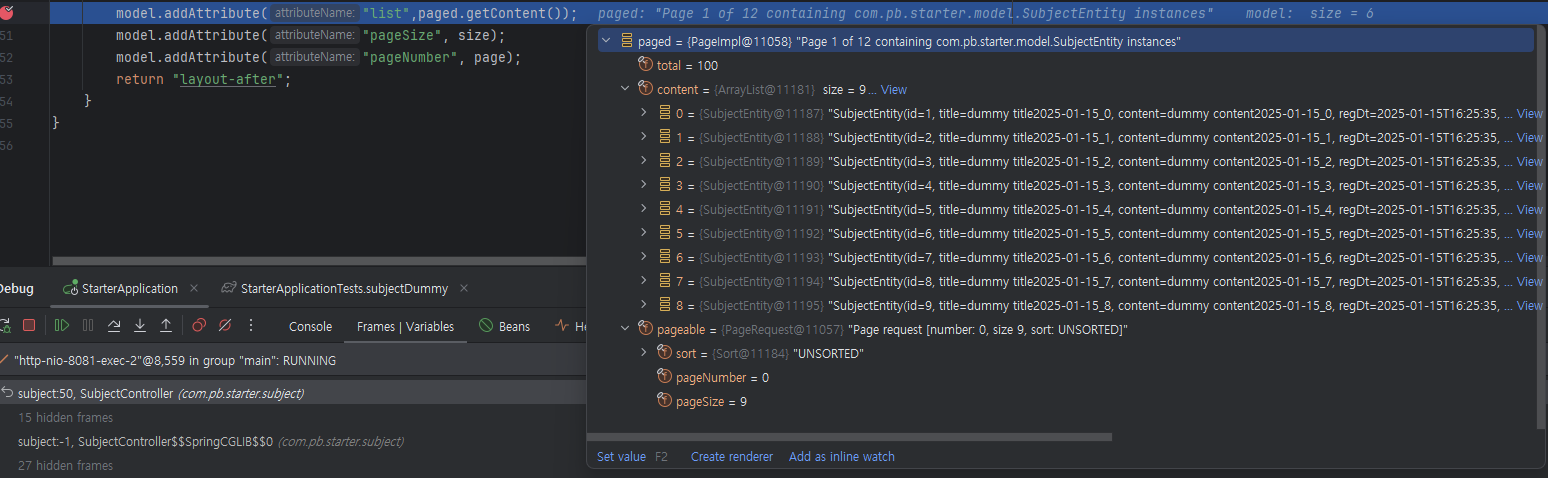 model.addAttribute( attributeName: "list",paged.getContent()); paged: "Page 1 of 12 containing com.pb.starter.model.SubjectEntity instances" model: size = 6
51 model.addAttribute( attributeName: "pageSize", size);
52 model.addAttribute( attributeName: "pageNumber", page);
53 return "layout-after";
54 }
55 }
56
paged = {PageImpl@11058} "Page 1 of 12 containing com.pb.starter.model.SubjectEntity instances"
total = 100
content = {ArrayList@11181} size = 9 ... View
0 = {SubjectEntity@11187} "SubjectEntity(id=1, title=dummy title2025-01-15_0, content=dummy content2025-01-15_0, regDt=2025-01-15T16:25:35, ... View
1 = {SubjectEntity@11188} "SubjectEntity(id=2, title=dummy title2025-01-15_1, content=dummy content2025-01-15_1, regDt=2025-01-15T16:25:35, ... View
2 = {SubjectEntity@11189} "SubjectEntity(id=3, title=dummy title2025-01-15_2, content=dummy content2025-01-15_2, regDt=2025-01-15T16:25:35, ... View
3 = {SubjectEntity@11190} "SubjectEntity(id=4, title=dummy title2025-01-15_3, content=dummy content2025-01-15_3, regDt=2025-01-15T16:25:35, ... View
4 = {SubjectEntity@11191} "SubjectEntity(id=5, title=dummy title2025-01-15_4, content=dummy content2025-01-15_4, regDt=2025-01-15T16:25:35, ... View
5 = {SubjectEntity@11192} "SubjectEntity(id=6, title=dummy title2025-01-15_5, content=dummy content2025-01-15_5, regDt=2025-01-15T16:25:35, ... View
6 = {SubjectEntity@11193} "SubjectEntity(id=7, title=dummy title2025-01-15_6, content=dummy content2025-01-15_6, regDt=2025-01-15T16:25:35, ... View
7 = {SubjectEntity@11194} "SubjectEntity(id=8, title=dummy title2025-01-15_7, content=dummy content2025-01-15_7, regDt=2025-01-15T16:25:35, ... View
8 = {SubjectEntity@11195} "SubjectEntity(id=9, title=dummy title2025-01-15_8, content=dummy content2025-01-15_8, regDt=2025-01-15T16:25:35, ... View
pageable = {PageRequest@11057} "Page request [number: 0, size 9, sort: UNSORTED]"
sort = {Sort@11184} "UNSORTED"
pageNumber = 0
pageSize = 9
Set value F2 Create renderer Add as inline watch
Debug StarterApplication StarterApplicationTests.subjectDummy
Console Frames | Variables Beans
"http-nio-8081-exec-2"@8,559 in group "main": RUNNING
subject:50, SubjectController (com.pb.starter.subject)
15 hidden frames
subject:-1, SubjectController$$SpringCGLIB$$0 (com.pb.starter.subject)
27 hidden frames